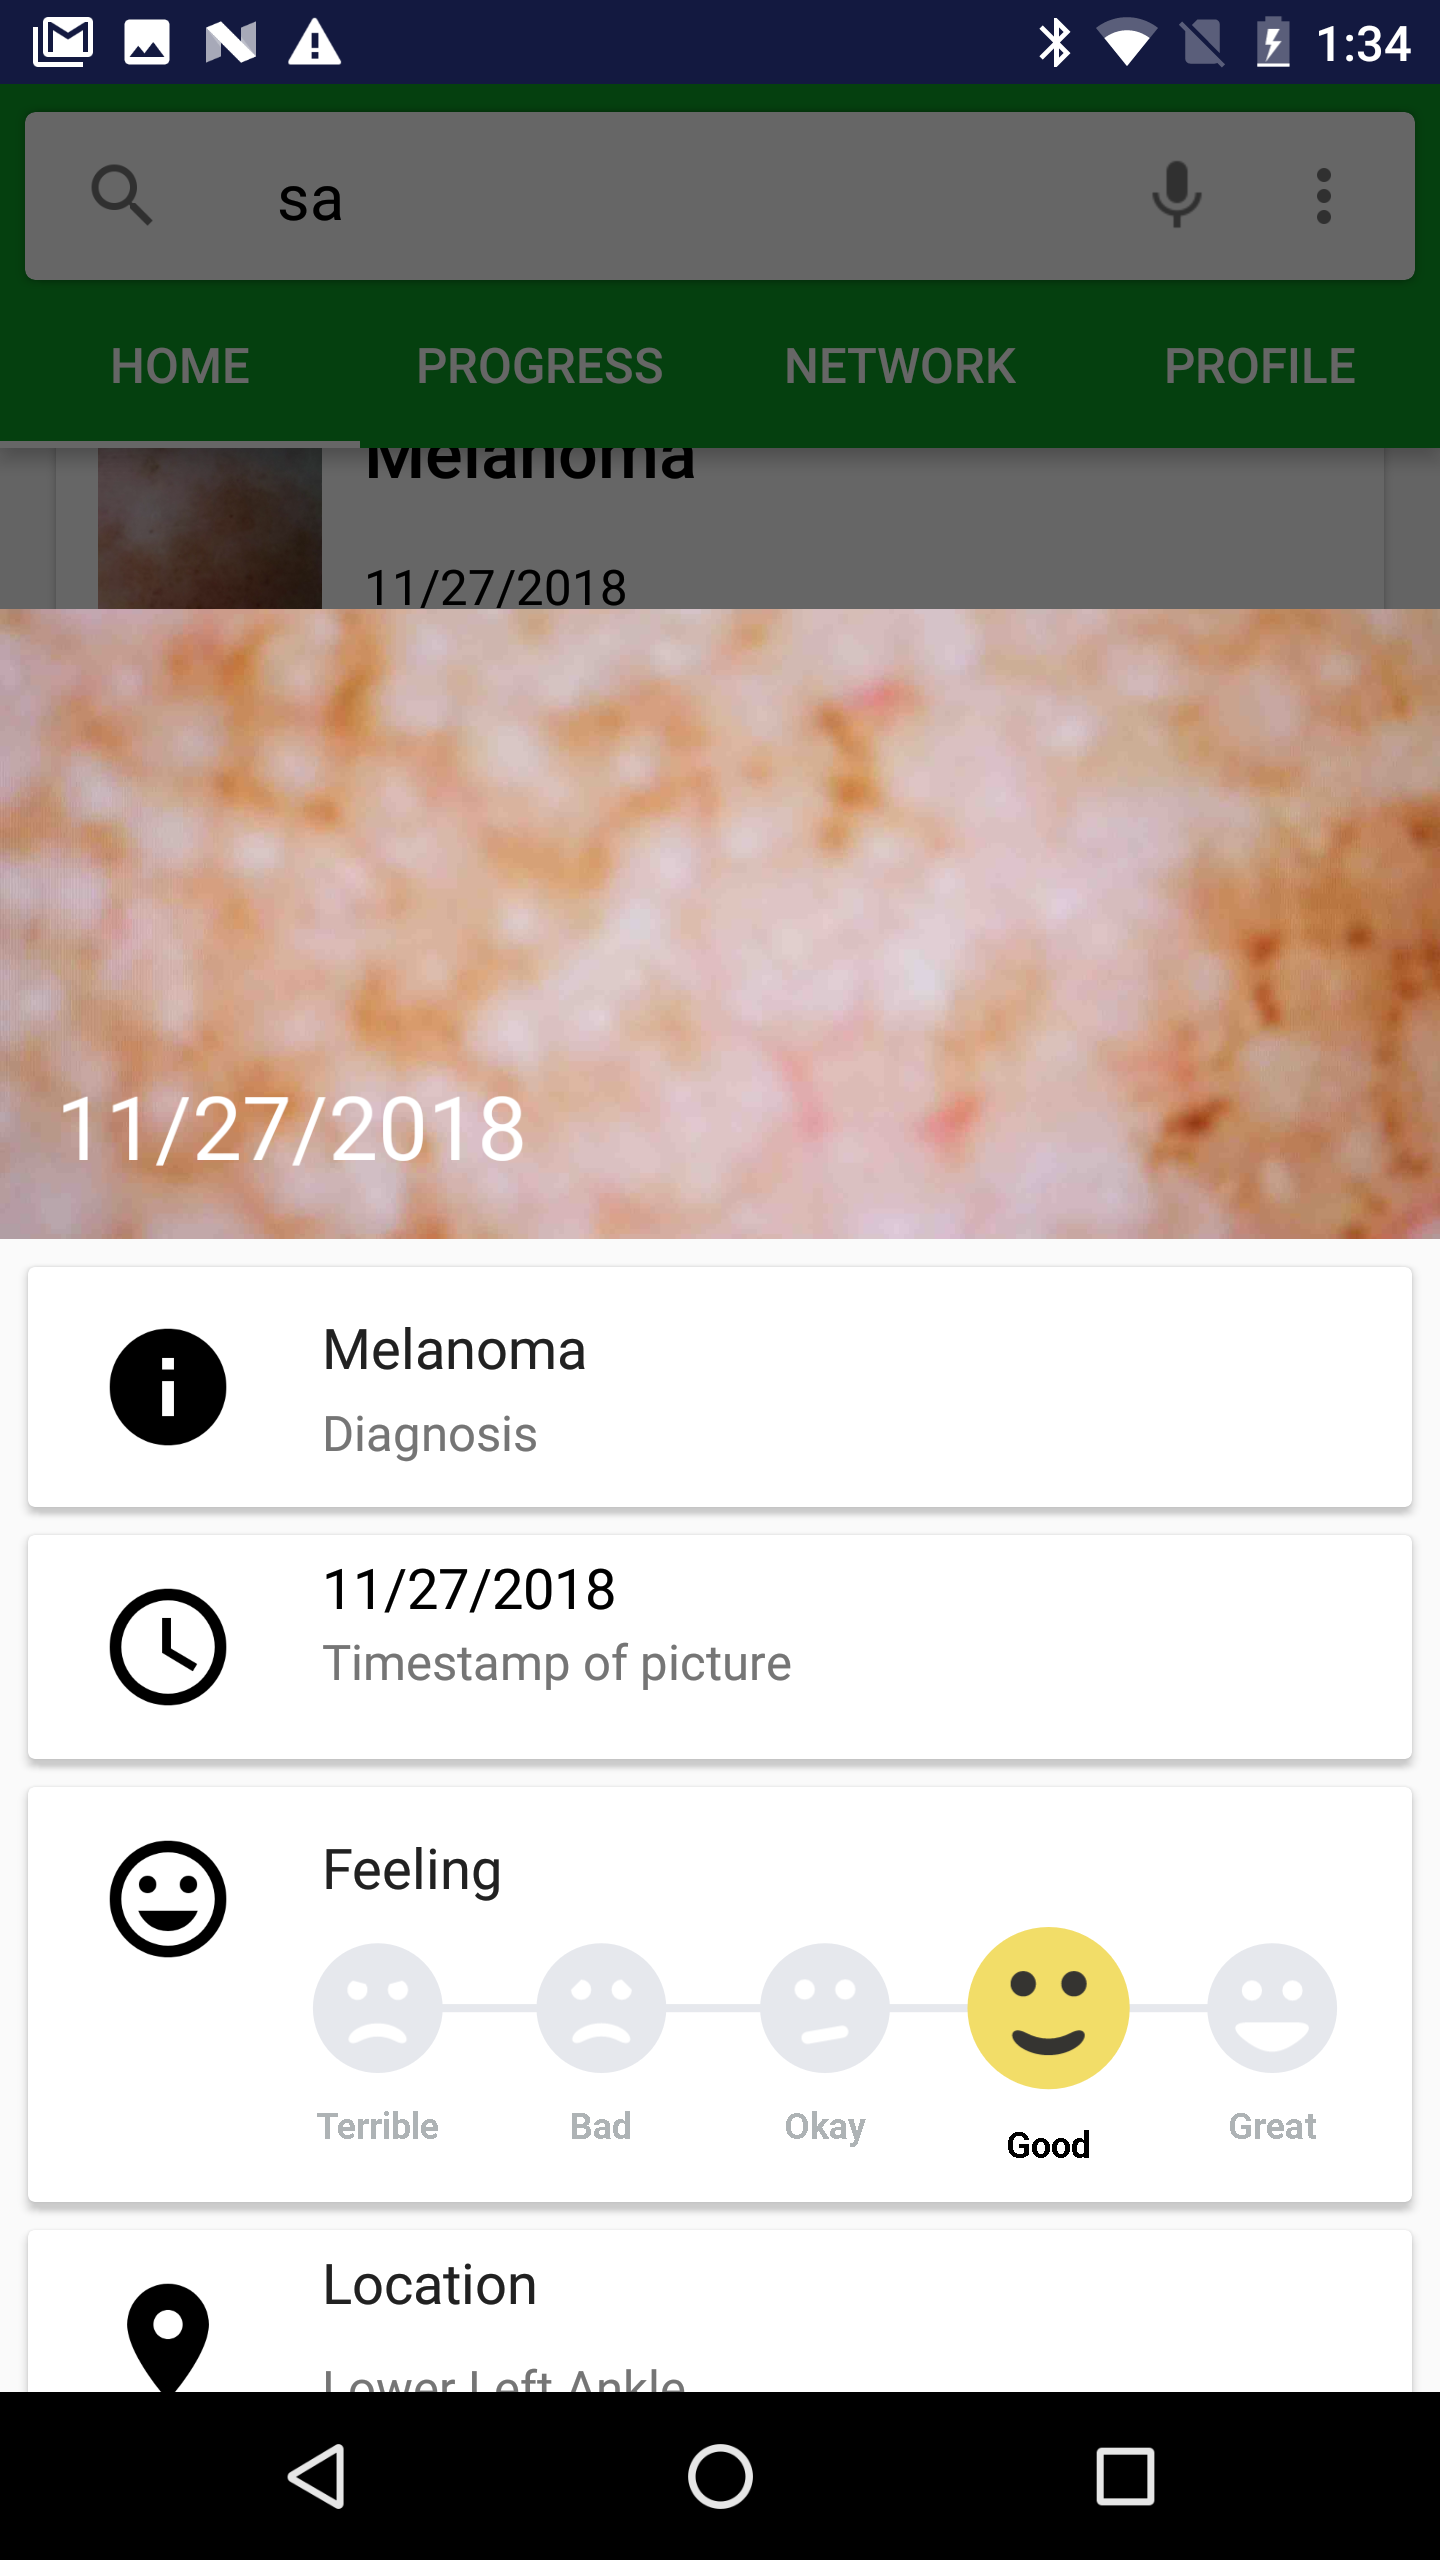 1:34
sa
HOME PROGRESS NETWORK PROFILE
Melanoma
11/27/2018
11/27/2018
Melanoma
Diagnosis
11/27/2018
Timestamp of picture
Feeling
Terrible Bad Okay Good Great
Location
Lower Left Ankle